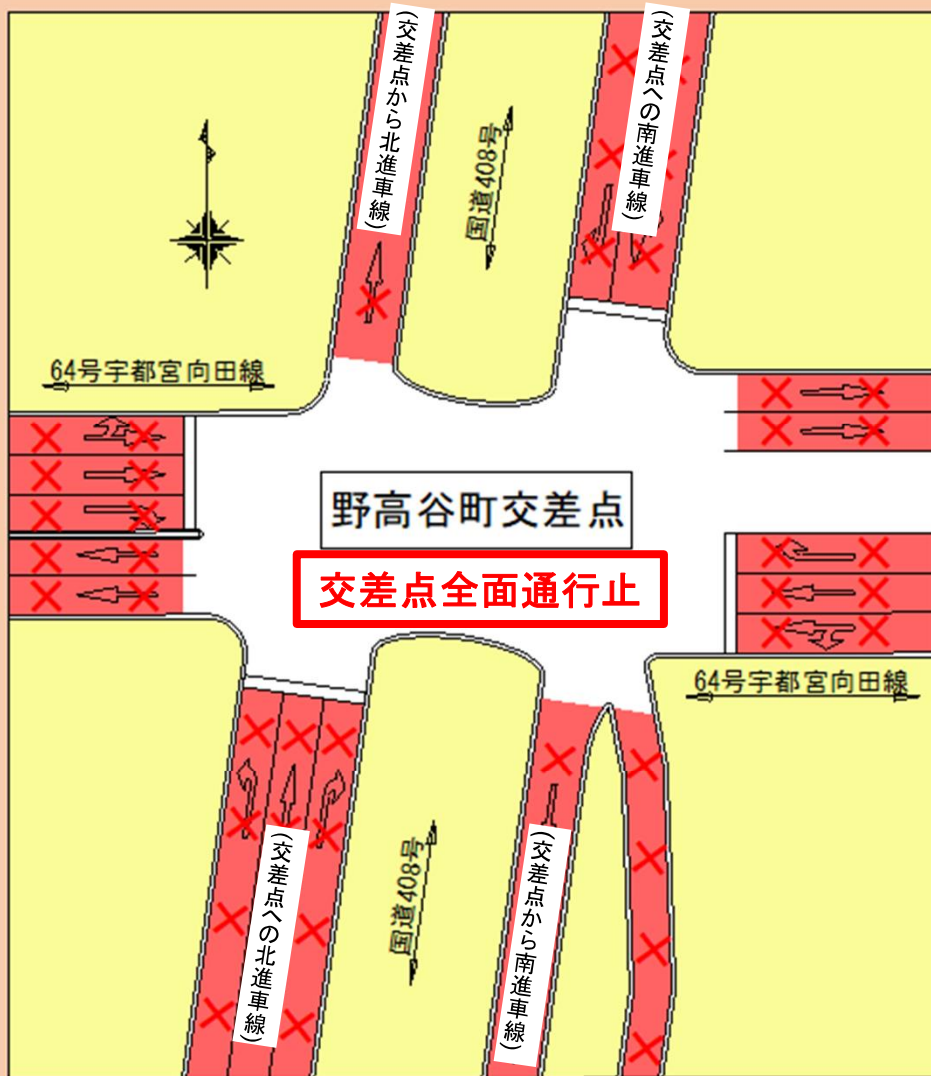 (交差点から北進車線)
(交差点への南進車線)
国道408号
64号宇都宮向田線
野高谷町交差点
交差点全面通行止
64号宇都宮向田線
(交差点への北進車線)
国道408号
(交差点から南進車線)